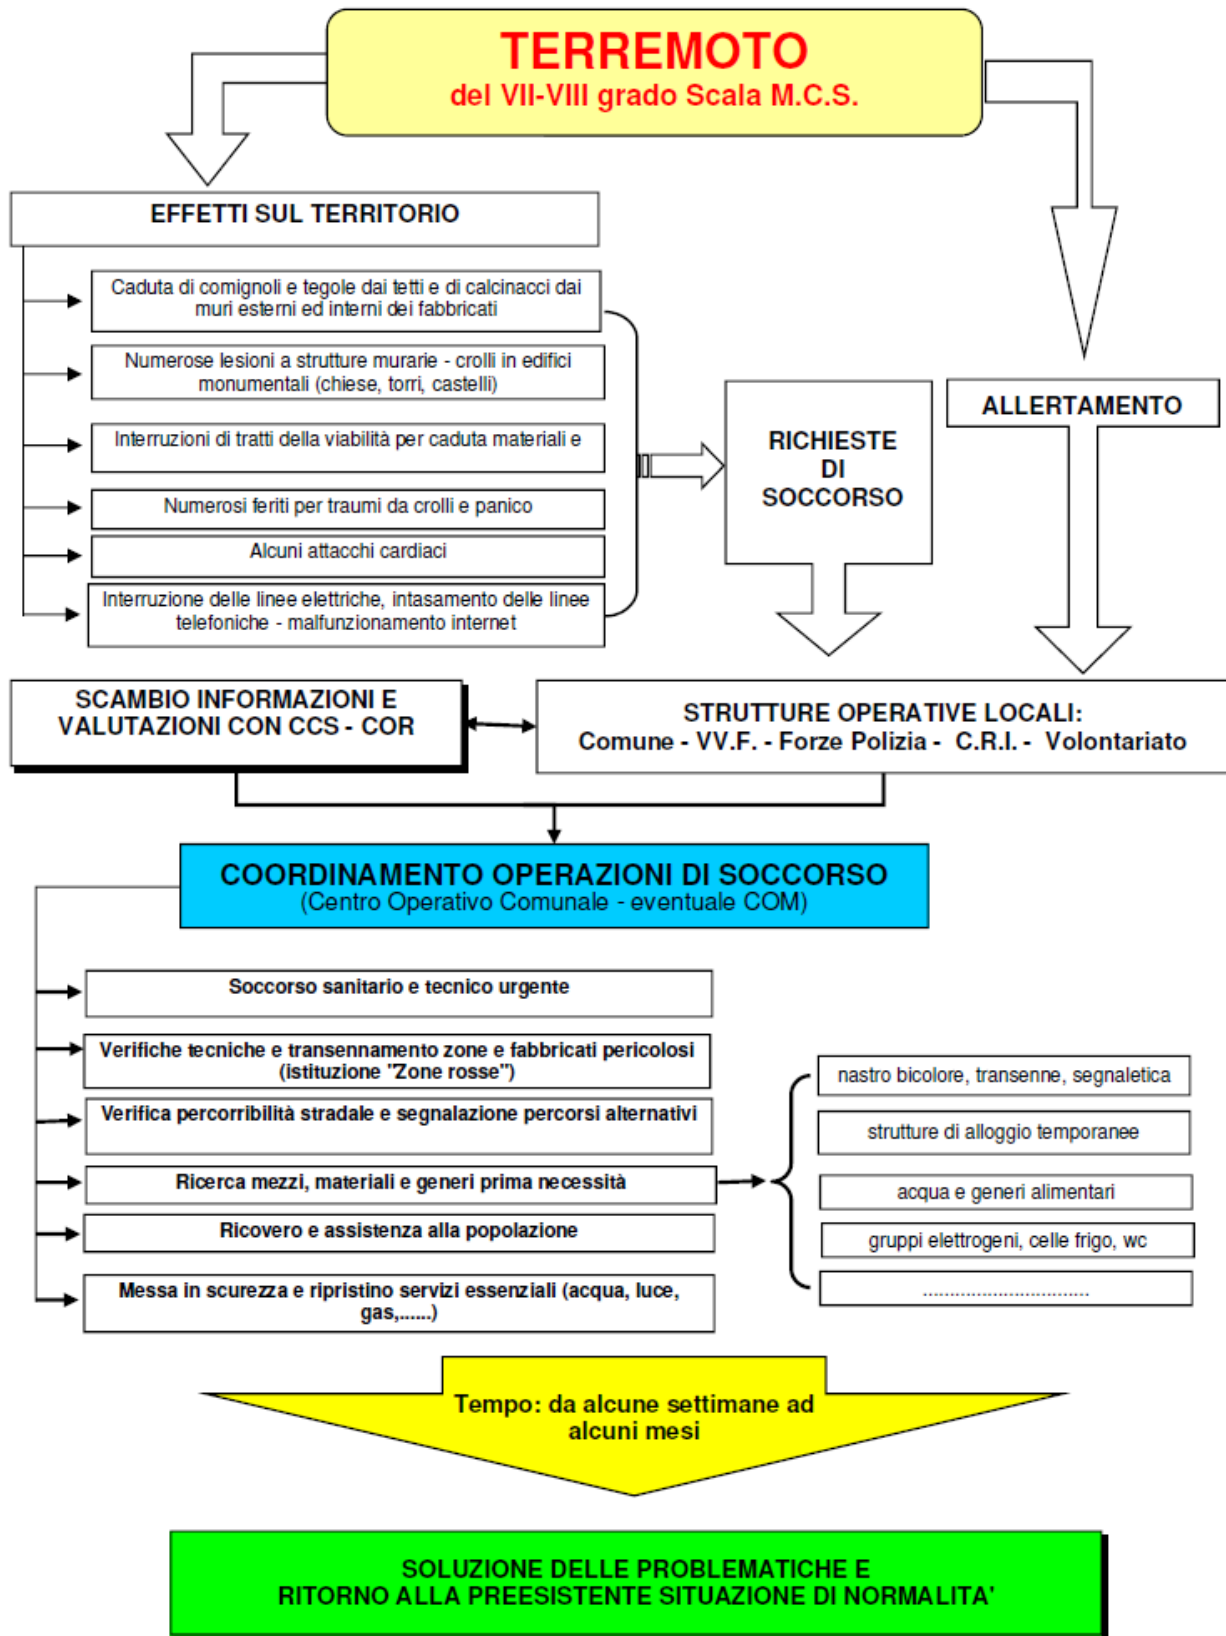 TERREMOTO
del VII-VIII grado Scala M.C.S.
EFFETTI SUL TERRITORIO
Caduta di comignoli e tegole dai tetti e di calcinacci dai
muri esterni ed interni dei fabbricati
Numerose lesioni a strutture murarie - crolli in edifici
monumentali (chiese, torri, castelli)
Interruzioni di tratti della viabilità per caduta materiali e
Numerosi feriti per traumi da crolli e panico
Alcuni attacchi cardiaci
Interruzione delle linee elettriche, intasamento delle linee
telefoniche - malfunzionamento internet
RICHIESTE
DI
SOCCORSO
ALLERTAMENTO
SCAMBIO INFORMAZIONI E
VALUTAZIONI CON CCS - COR
STRUTTURE OPERATIVE LOCALI:
Comune - VV.F. - Forze Polizia - C.R.I. - Volontariato
COORDINAMENTO OPERAZIONI DI SOCCORSO
(Centro Operativo Comunale - eventuale COM)
Soccorso sanitario e tecnico urgente
Verifiche tecniche e transennamento zone e fabbricati pericolosi
(istituzione "Zone rosse")
Verifica percorribilità stradale e segnalazione percorsi alternativi
Ricerca mezzi, materiali e generi prima necessità
Ricovero e assistenza alla popolazione
Messa in scurezza e ripristino servizi essenziali (acqua, luce,
gas,......)
nastro bicolore, transenne, segnaletica
strutture di alloggio temporanee
acqua e generi alimentari
gruppi elettrogeni, celle frigo, wc
...............................
Tempo: da alcune settimane ad
alcuni mesi
SOLUZIONE DELLE PROBLEMATICHE E
RITORNO ALLA PREESISTENTE SITUAZIONE DI NORMALITA'